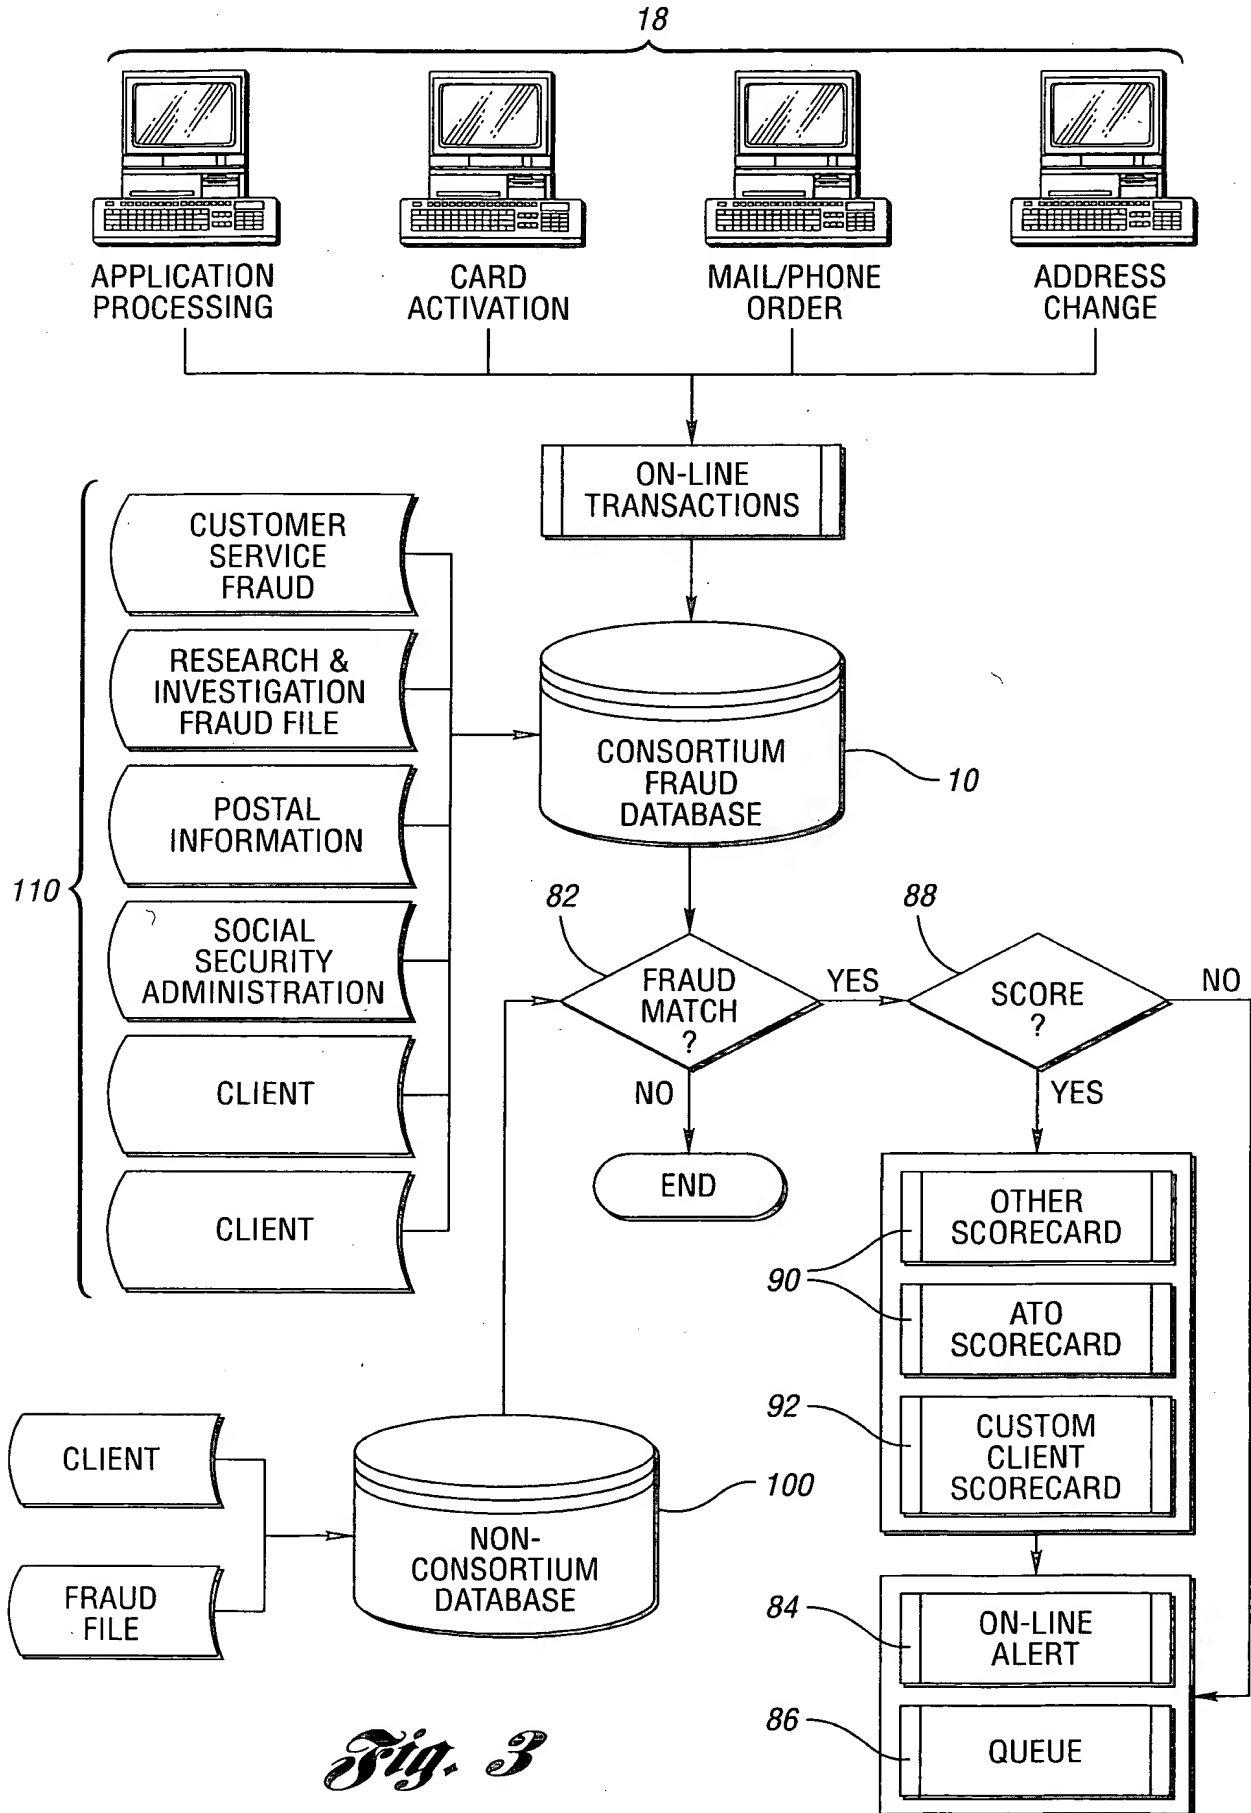 18
APPLICATION
PROCESSING
CARD
ACTIVATION
MAIL/PHONE
ORDER
ADDRESS
CHANGE
ON-LINE
TRANSACTIONS
110
CUSTOMER
SERVICE
FRAUD
RESEARCH &
INVESTIGATION
FRAUD FILE
POSTAL
INFORMATION
SOCIAL
SECURITY
ADMINISTRATION
CLIENT
CLIENT
CONSORTIUM
FRAUD
DATABASE
10
82
FRAUD
MATCH
?
YES
NO
END
88
SCORE
?
NO
YES
OTHER
SCORECARD
90
ATO
SCORECARD
92
CUSTOM
CLIENT
SCORECARD
CLIENT
FRAUD
FILE
NON-
CONSORTIUM
DATABASE
100
84
ON-LINE
ALERT
86
QUEUE
Fig. 3